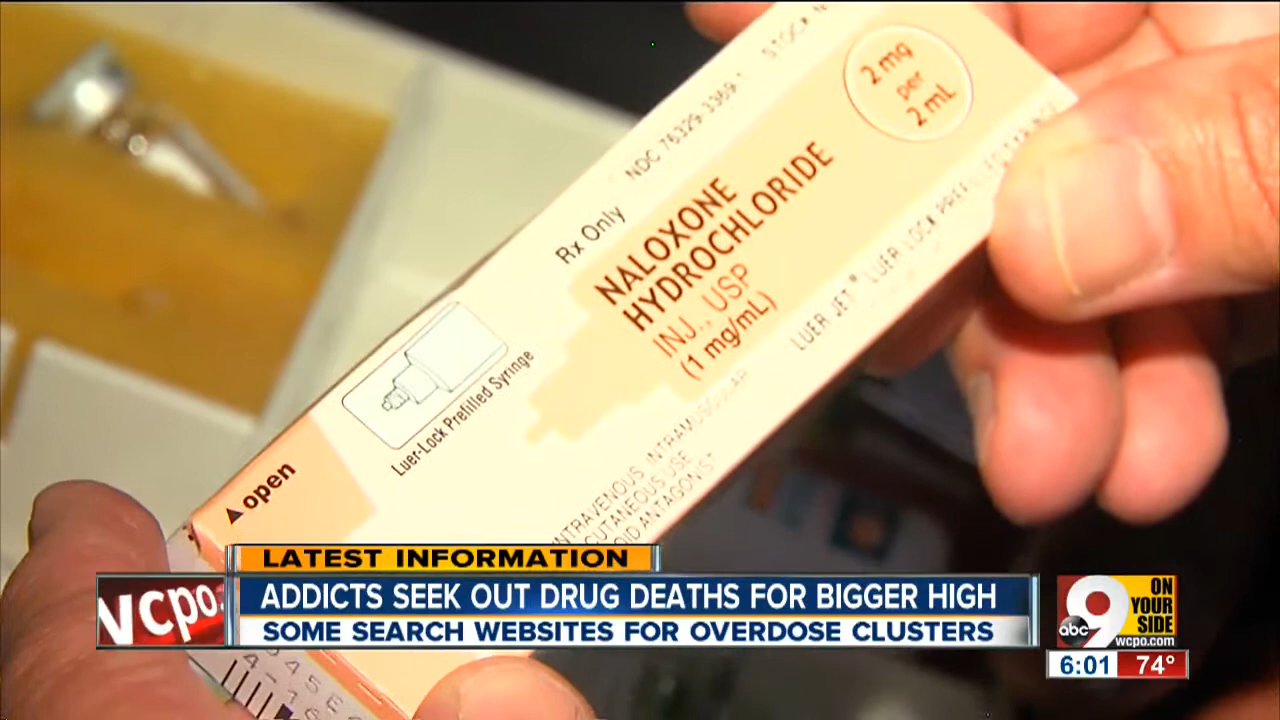 STOCK
2 mg
per
2 mL
NDC 76329-3369-1
Rx Only
NALOXONE
HYDROCHLORIDE
INJ., USP
(1 mg/mL)
LUER JET LUER LOCK
Luer-Lock Prefilled Syringe
open
INTRAVENOUS, INTRAMUSCULAR
CUTANEOUS USE
OID ANTAGONIST
LATEST INFORMATION
wcpo
ADDICTS SEEK OUT DRUG DEATHS FOR BIGGER HIGH
SOME SEARCH WEBSITES FOR OVERDOSE CLUSTERS
abc 9
ON
YOUR
SIDE
wcpo.com
6:01 74°